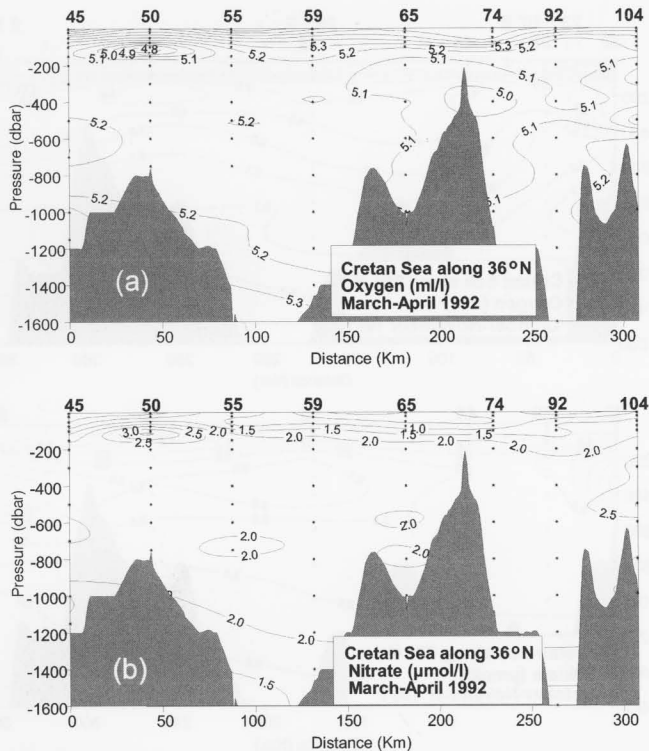 45 50 55 59 65 74 92 104
5.1 5.0 4.9 4.8 5.1 5.2 5.3 5.2 5.3 5.2
-200
5.1
-400
5.1 5.0 5.1
5.2 5.2
-600
5.1
-800
5.2
5.2 5.1
-1000
5.2
-1200
5.2
-1400
5.3
-1600
Pressure (dbar)
(a)
Cretan Sea along 36°N
Oxygen (ml/l)
March-April 1992
0 50 100 150 200 250 300
Distance (Km)
45 50 55 59 65 74 92 104
3.0 2.5 2.0 1.5 1.5 1.0 1.5
2.5 2.0 2.0 2.0 2.0
-200
-400
2.5
-600
2.0
2.0
2.0 2.0
-800
-1000
2.0 2.0
-1200
-1400
1.5
-1600
Pressure (dbar)
(b)
Cretan Sea along 36°N
Nitrate (µmol/l)
March-April 1992
0 50 100 150 200 250 300
Distance (Km)